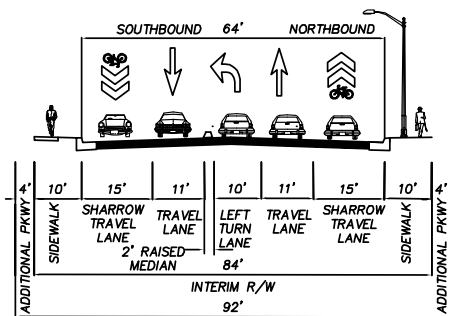 SOUTHBOUND 64' NORTHBOUND
4' 10' 15' 11' 10' 11' 15' 10' 4'
ADDITIONAL PKWY
SIDEWALK
SHARROW
TRAVEL
LANE
TRAVEL
LANE
2' RAISED
MEDIAN
LEFT
TURN
LANE
TRAVEL
LANE
SHARROW
TRAVEL
LANE
SIDEWALK
ADDITIONAL PKWY
84'
INTERIM R/W
92'